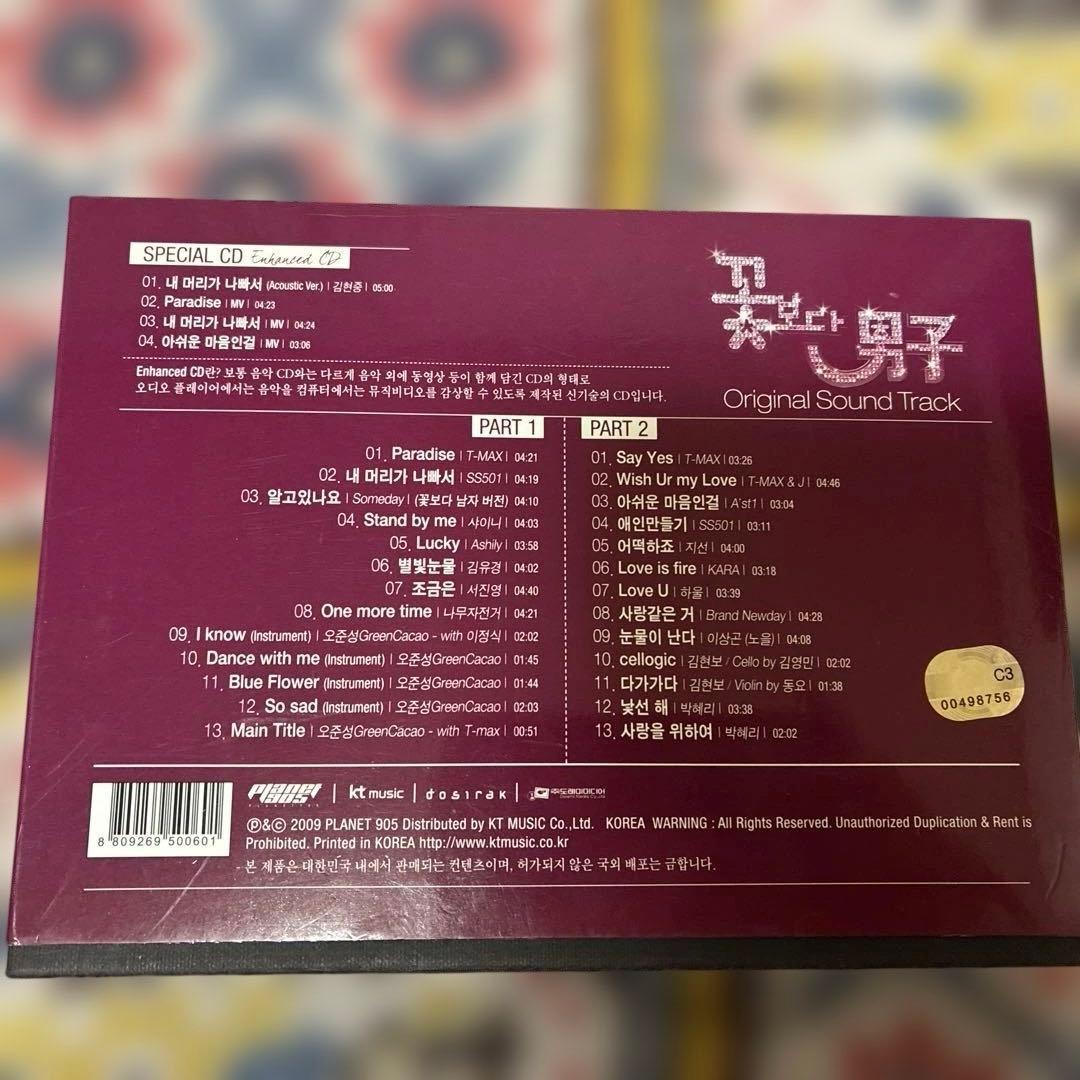 SPECIAL CD Enhanced CD
01. 내 머리가 나빠서 (Acoustic Ver.) | 김현중 | 05:00
02. Paradise | MV | 04:23
03. 내 머리가 나빠서 | MV | 04:24
04. 아쉬운 마음인걸 | MV | 03:06
Enhanced CD란? 보통 음악 CD와는 다르게 음악 외에 동영상 등이 함께 담긴 CD의 형태로
오디오 플레이어에서는 음악을 컴퓨터에서는 뮤직비디오를 감상할 수 있도록 제작된 신기술의 CD입니다.
꽃보다 男子
Original Sound Track
PART 1
01. Paradise | T-MAX | 04:21
02. 내 머리가 나빠서 | SS501 | 04:19
03. 알고있나요 | Someday | (꽃보다 남자 버전) 04:10
04. Stand by me | 샤이니 | 04:03
05. Lucky | Ashily | 03:58
06. 별빛눈물 | 김유경 | 04:02
07. 조금은 | 서진영 | 04:40
08. One more time | 나무자전거 | 04:21
09. I know (Instrument) | 오준성GreenCacao - with 이정식 | 02:02
10. Dance with me (Instrument) | 오준성GreenCacao | 01:45
11. Blue Flower (Instrument) | 오준성GreenCacao | 01:44
12. So sad (Instrument) | 오준성GreenCacao | 02:03
13. Main Title | 오준성GreenCacao - with T-max | 00:51
PART 2
01. Say Yes | T-MAX | 03:26
02. Wish Ur my Love | T-MAX & J | 04:46
03. 아쉬운 마음인걸 | A'st1 | 03:04
04. 애인만들기 | SS501 | 03:11
05. 어떡하죠 | 지선 | 04:00
06. Love is fire | KARA | 03:18
07. Love U | 하울 | 03:39
08. 사랑같은 거 | Brand Newday | 04:28
09. 눈물이 난다 | 이상곤 (노을) | 04:08
10. cellogic | 김현보 / Cello by 김영민 | 02:02
11. 다가가다 | 김현보 / Violin by 동요 | 01:38
12. 낯선 해 | 박혜리 | 03:38
13. 사랑을 위하여 | 박혜리 | 02:02
C3
00498756
8 809269 500601
Planet 905 | kt music | dosirak | ㈜도레미미디어
Ⓟ&ⓒ 2009 PLANET 905 Distributed by KT MUSIC Co.,Ltd. KOREA WARNING : All Rights Reserved. Unauthorized Duplication & Rent is
Prohibited. Printed in KOREA http://www.ktmusic.co.kr
- 본 제품은 대한민국 내에서 판매되는 컨텐츠이며, 허가되지 않은 국외 배포는 금합니다.